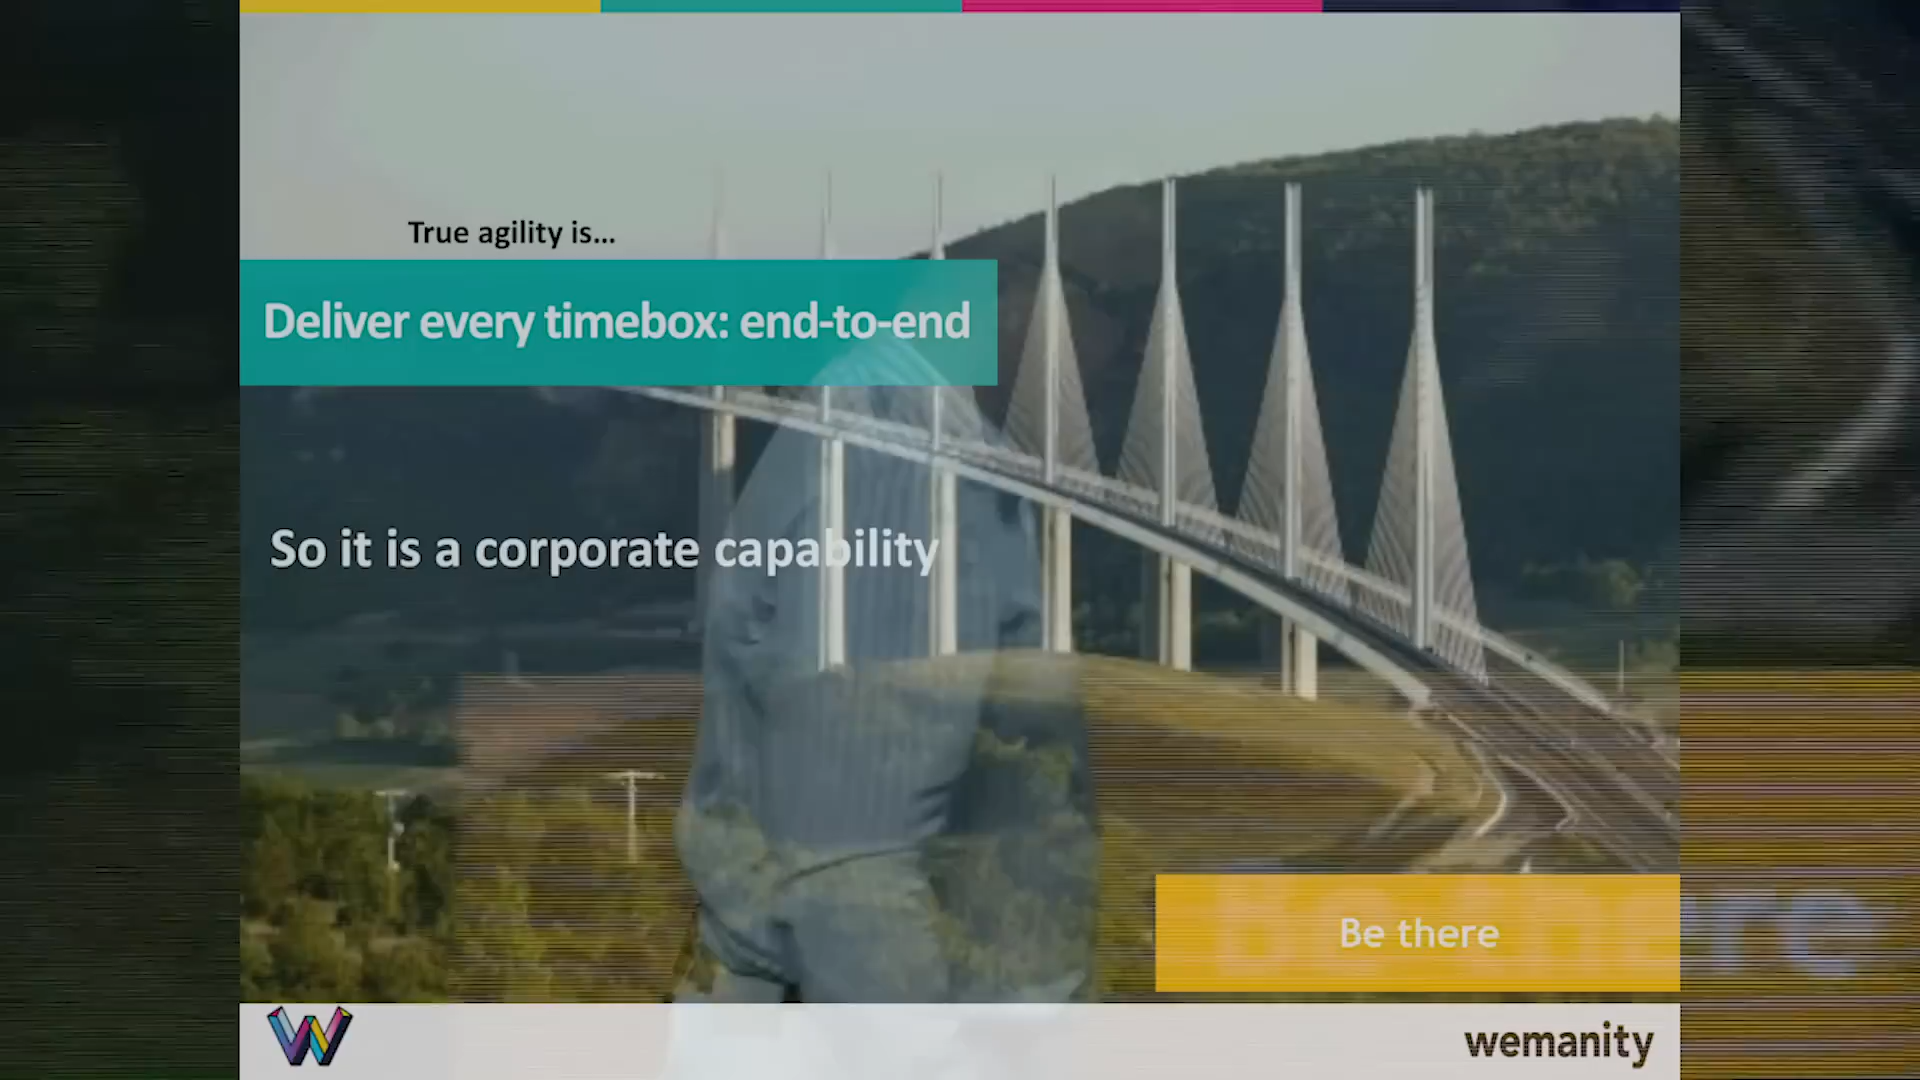 True agility is...
Deliver every timebox: end-to-end
So it is a corporate capability
Be there
wemanity